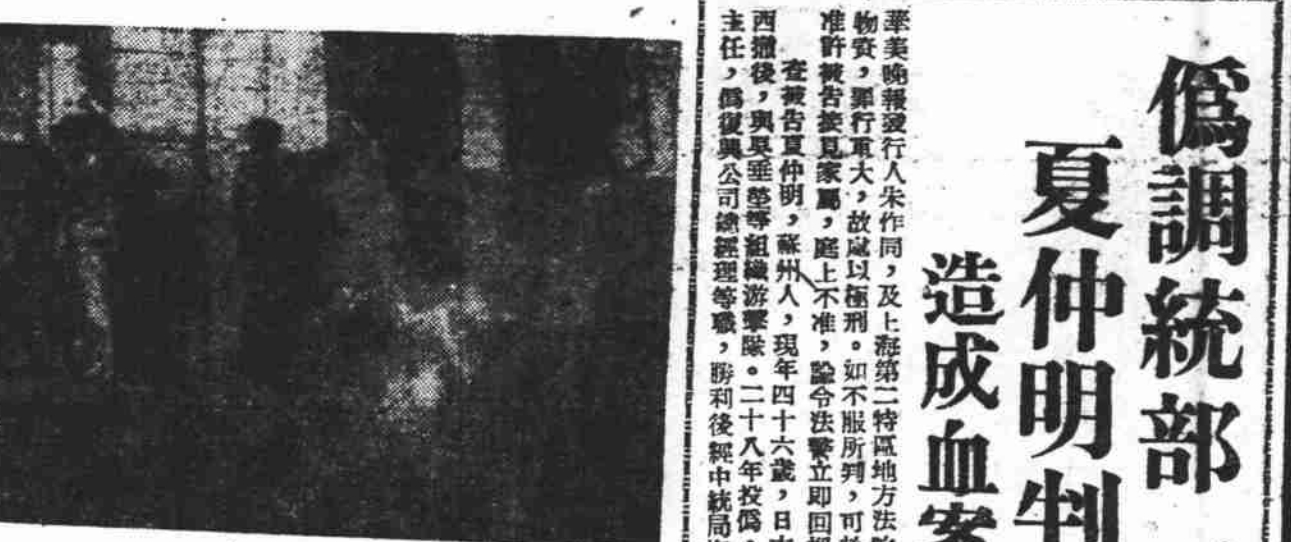 偽調統部
夏仲明判
造成血案
華美晚報發行人朱作同，及上海第二特區地方法
物資，罪行重大，故處以極刑。如不服所判，可
准許被告接見家屬，庭上不准，諭令法警立即回
查被告夏仲明，蘇州人，現年四十六歲，日
西撤後，與吳垂塋等組織游擊隊。二十八年投偽
主任，偽復興公司總經理等職，勝利後經中統局